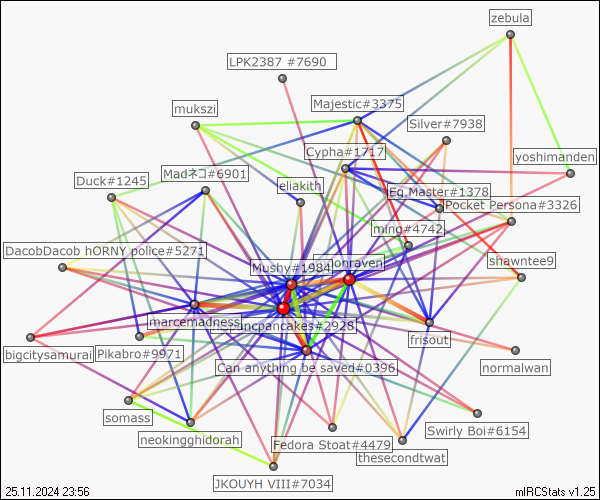 zebula
LPK2387 #7690
Majestic#3375
mukszi
Silver#7938
Cypha#1717
yoshimanden
Madネコ#6901
Duck#1245
eliakith
Eg.Master#1378
Pocket Persona#3326
ming#4742
DacobDacob hORNY police#5271
onraven
shawntee9
Mushy#1984
marcemadness
ncpancakes#2928
frisout
bigcitysamurai
Pikabro#9971
Can anything be saved#0396
normalwan
somass
neokingghidorah
Fedora Stoat#4479
Swirly Boi#6154
thesecondtwat
JKOUYH VIII#7034
25.11.2024 23:56
mIRCStats v1.25